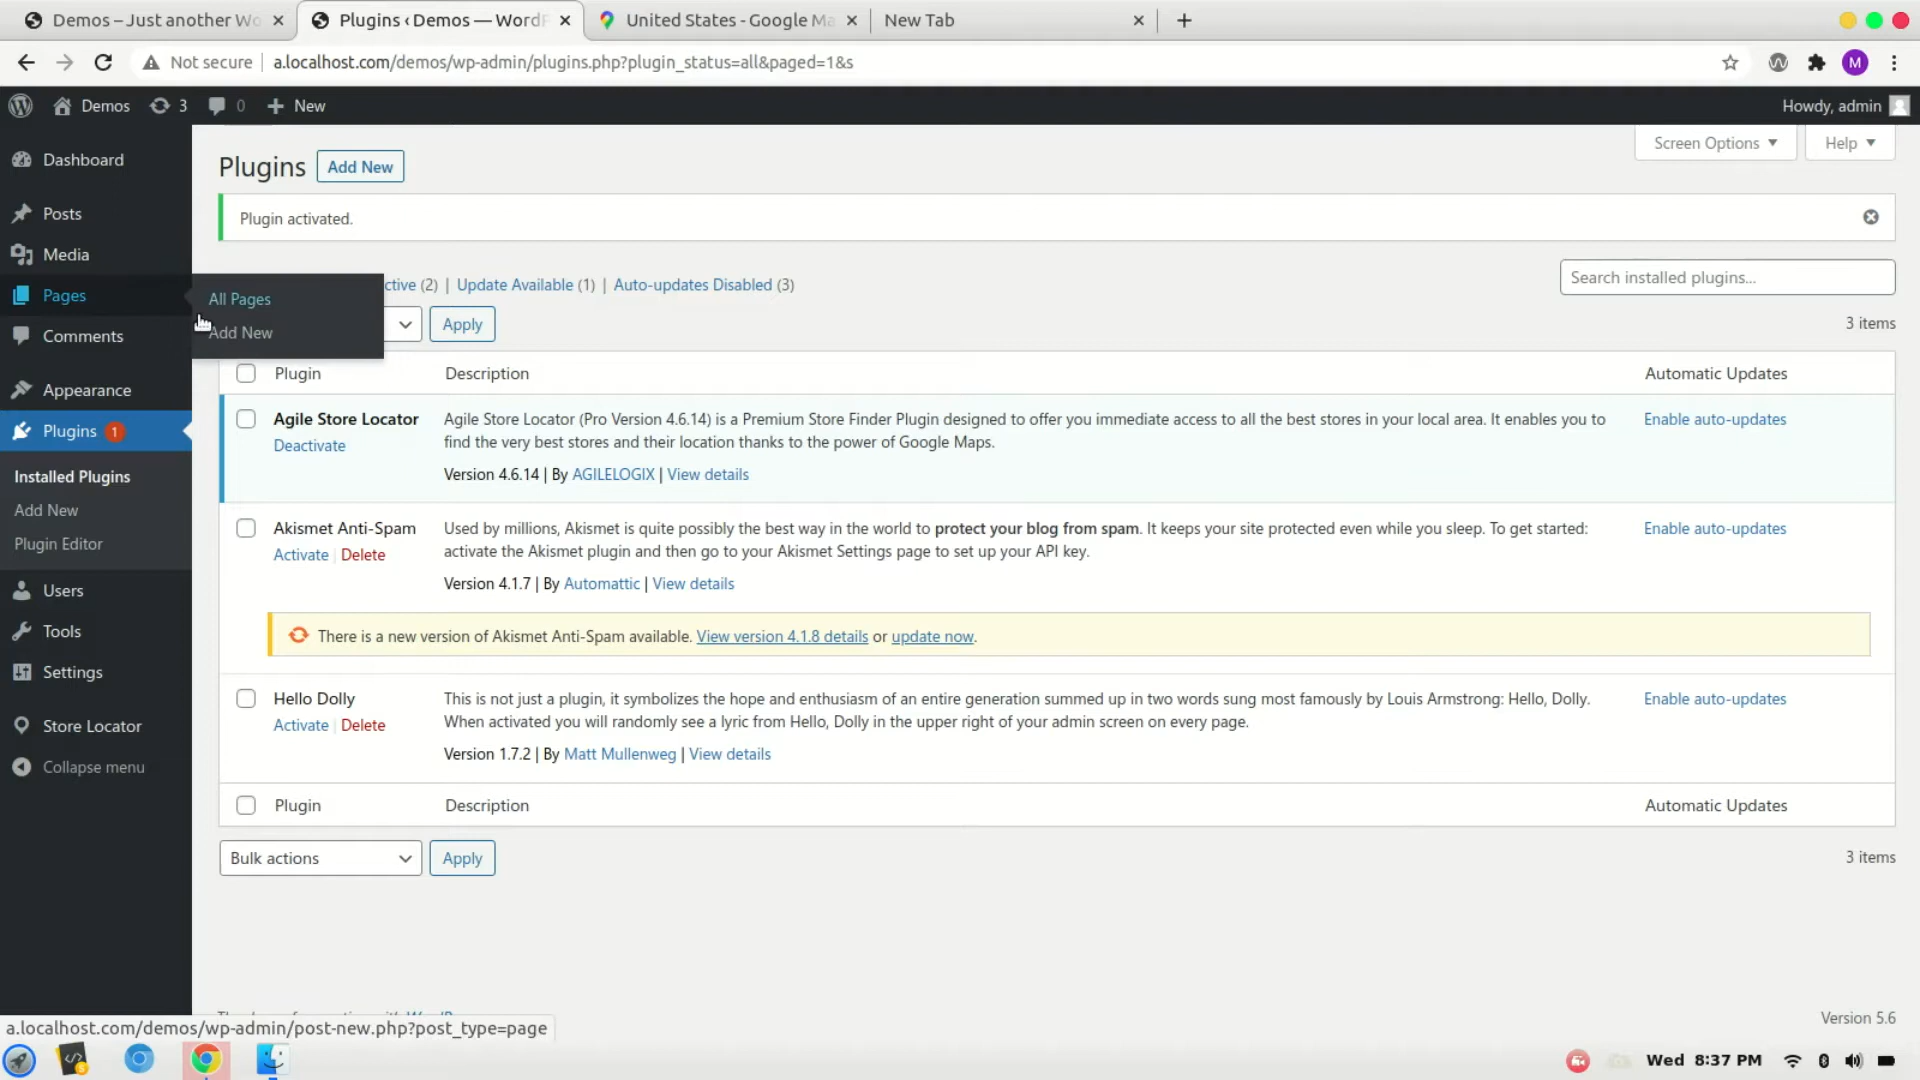 Demos – Just another Wo
Plugins ‹ Demos — WordP
United States - Google Ma
New Tab
Not secure
a.localhost.com/demos/wp-admin/plugins.php?plugin_status=all&paged=1&s
M
Demos
3
0
New
Howdy, admin
Dashboard
Posts
Media
Pages
All Pages
Add New
Comments
Appearance
Plugins 1
Installed Plugins
Add New
Plugin Editor
Users
Tools
Settings
Store Locator
Collapse menu
Screen Options
Help
Plugins
Add New
Plugin activated.
ctive (2) | Update Available (1) | Auto-updates Disabled (3)
Search installed plugins...
Apply
3 items
Plugin
Description
Automatic Updates
Agile Store Locator
Deactivate
Agile Store Locator (Pro Version 4.6.14) is a Premium Store Finder Plugin designed to offer you immediate access to all the best stores in your local area. It enables you to
find the very best stores and their location thanks to the power of Google Maps.
Version 4.6.14 | By AGILELOGIX | View details
Enable auto-updates
Akismet Anti-Spam
Activate | Delete
Used by millions, Akismet is quite possibly the best way in the world to protect your blog from spam. It keeps your site protected even while you sleep. To get started:
activate the Akismet plugin and then go to your Akismet Settings page to set up your API key.
Version 4.1.7 | By Automattic | View details
Enable auto-updates
There is a new version of Akismet Anti-Spam available. View version 4.1.8 details or update now.
Hello Dolly
Activate | Delete
This is not just a plugin, it symbolizes the hope and enthusiasm of an entire generation summed up in two words sung most famously by Louis Armstrong: Hello, Dolly.
When activated you will randomly see a lyric from Hello, Dolly in the upper right of your admin screen on every page.
Version 1.7.2 | By Matt Mullenweg | View details
Enable auto-updates
Plugin
Description
Automatic Updates
Bulk actions
Apply
3 items
Version 5.6
a.localhost.com/demos/wp-admin/post-new.php?post_type=page
Wed 8:37 PM